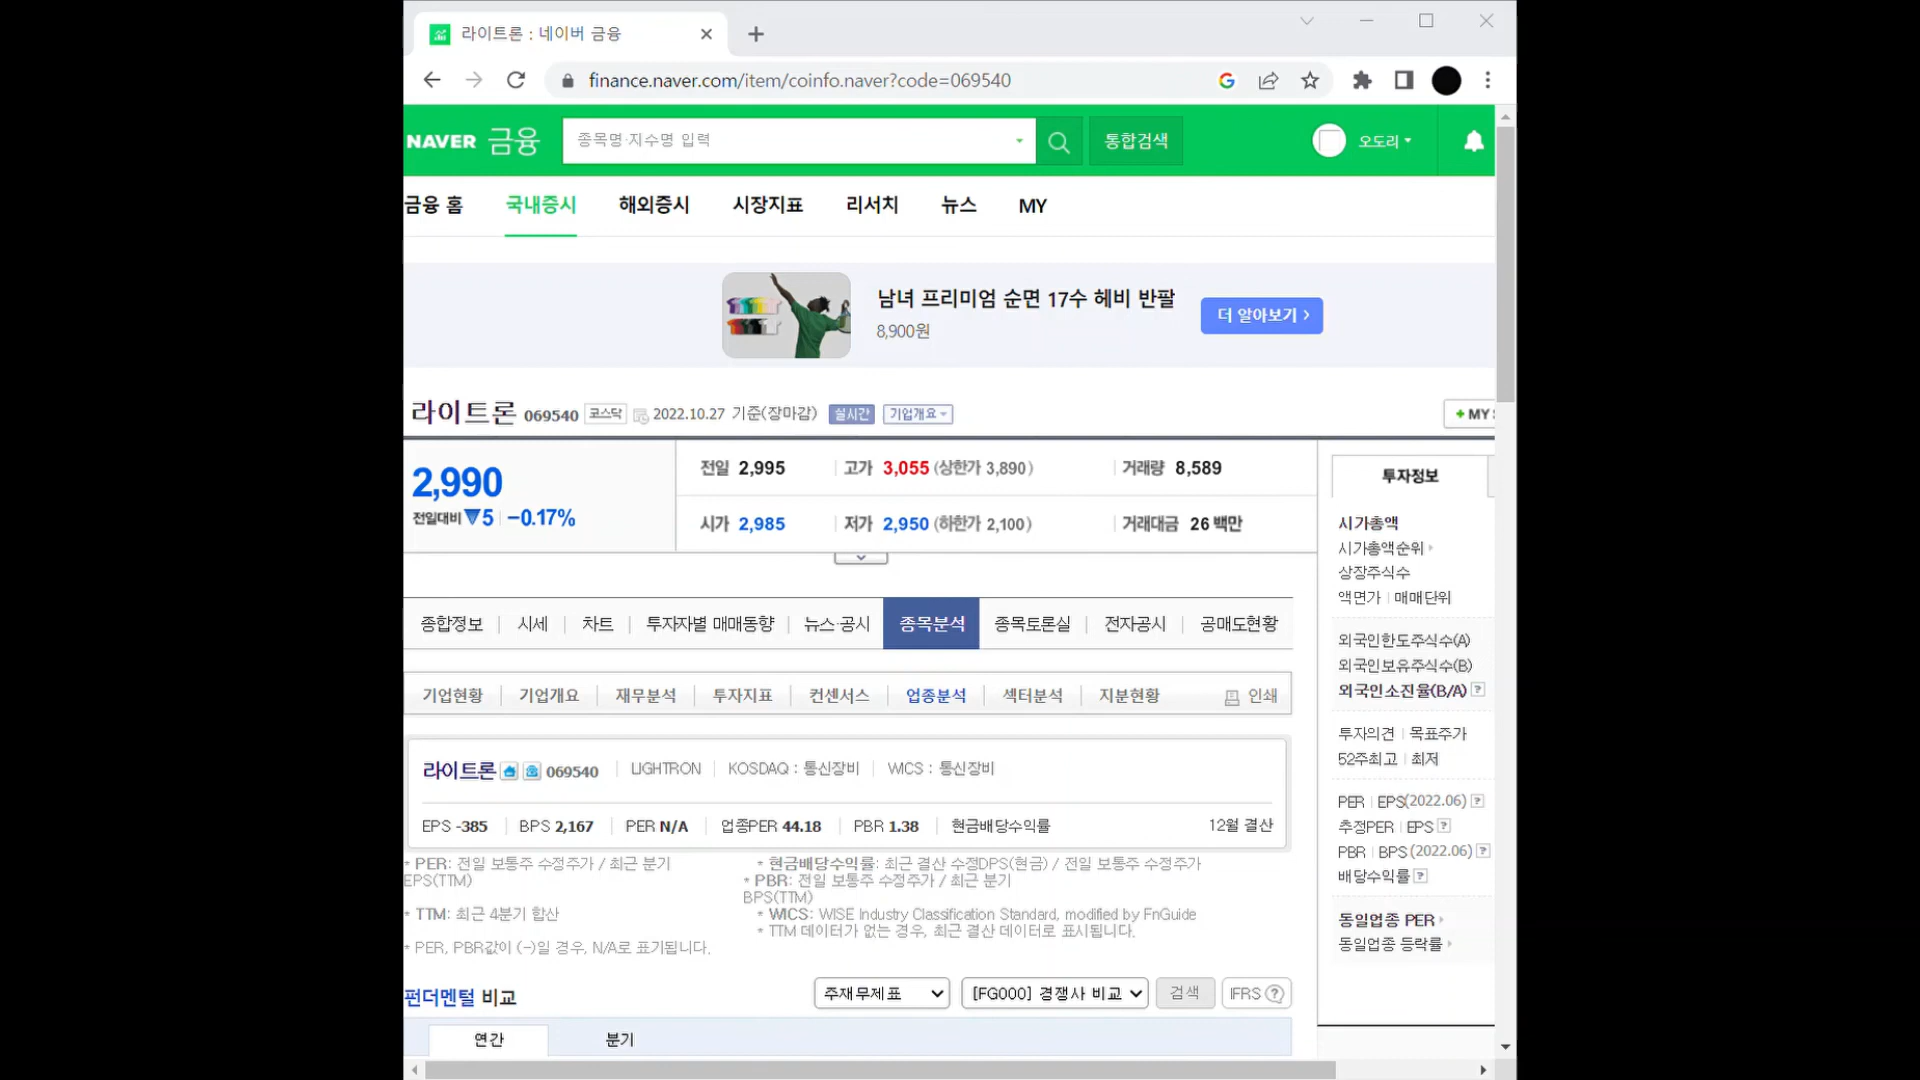 라이트론 : 네이버 금융
finance.naver.com/item/coinfo.naver?code=069540
NAVER 금융 종목명·지수명 입력 통합검색 오도리
금융 홈 국내증시 해외증시 시장지표 리서치 뉴스 MY
남녀 프리미엄 순면 17수 헤비 반팔
8,900원
더 알아보기 >
라이트론 069540 코스닥 2022.10.27 기준(장마감) 실시간 기업개요 + MY
2,990
전일대비 ▼5 -0.17%
전일 2,995 고가 3,055 (상한가 3,890) 거래량 8,589
시가 2,985 저가 2,950 (하한가 2,100) 거래대금 26 백만
종합정보 시세 차트 투자자별 매매동향 뉴스·공시 종목분석 종목토론실 전자공시 공매도현황
기업현황 기업개요 재무분석 투자지표 컨센서스 업종분석 섹터분석 지분현황 인쇄
라이트론 069540 LIGHTRON KOSDAQ : 통신장비 WICS : 통신장비
EPS -385 BPS 2,167 PER N/A 업종PER 44.18 PBR 1.38 현금배당수익률 12월 결산
* PER: 전일 보통주 수정주가 / 최근 분기
EPS(TTM)
* TTM: 최근 4분기 합산
* PER, PBR값이 (-)일 경우, N/A로 표기됩니다.
* 현금배당수익률: 최근 결산 수정DPS(현금) / 전일 보통주 수정주가
* PBR: 전일 보통주 수정주가 / 최근 분기
BPS(TTM)
* WICS: WISE Industry Classification Standard, modified by FnGuide
* TTM 데이터가 없는 경우, 최근 결산 데이터로 표시됩니다.
펀더멘털 비교 주재무제표 [FG000] 경쟁사 비교 검색 IFRS ?
연간 분기
투자정보
시가총액
시가총액순위
상장주식수
액면가 | 매매단위
외국인한도주식수(A)
외국인보유주식수(B)
외국인소진율(B/A) ?
투자의견 | 목표주가
52주최고 | 최저
PER | EPS(2022.06) ?
추정PER | EPS ?
PBR | BPS (2022.06) ?
배당수익률 ?
동일업종 PER
동일업종 등락률